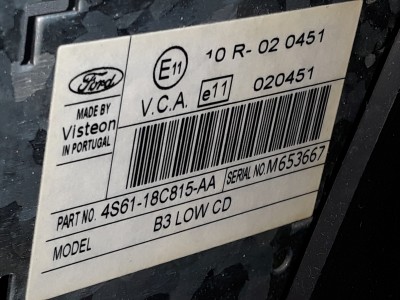 Ford
E11
10 R- 02 0451
MADE BY
Visteon
IN PORTUGAL
V.C.A.
e11
020451
PART NO. 4S61-18C815-AA
SERIAL NO. M653667
MODEL B3 LOW CD